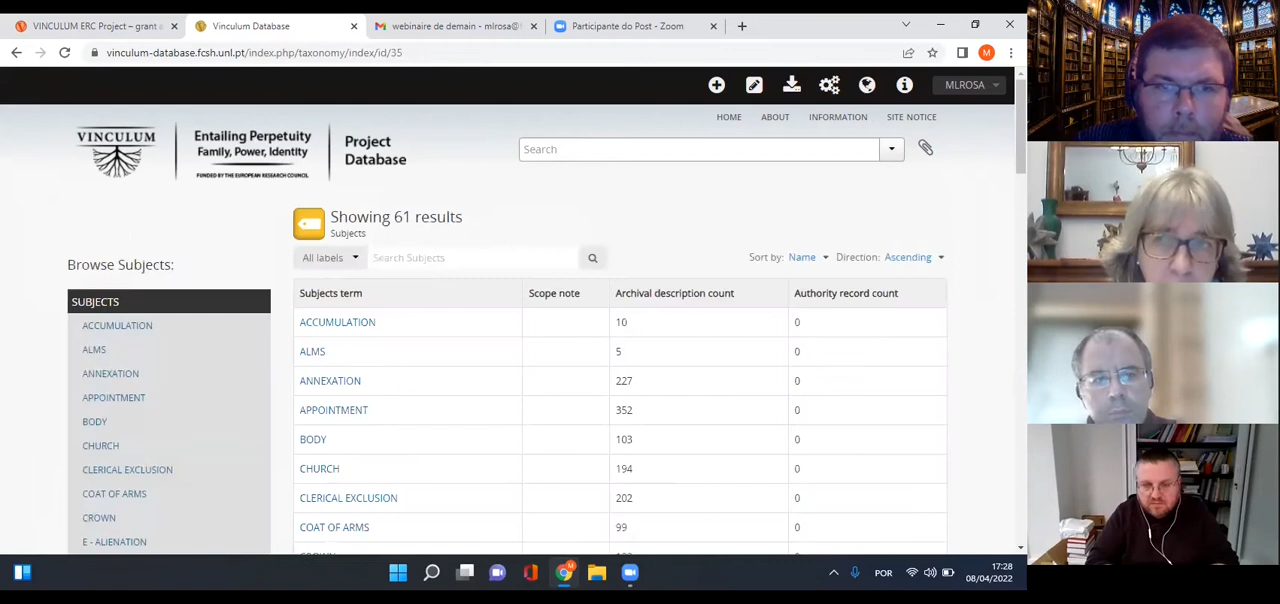 VINCULUM ERC Project – grant a
Vinculum Database
webinaire de demain - mlrosa@f
Participante do Post - Zoom
vinculum-database.fcsh.unl.pt/index.php/taxonomy/index/id/35
M
MLROSA
VINCULUM
Entailing Perpetuity
Family, Power, Identity
FUNDED BY THE EUROPEAN RESEARCH COUNCIL
Project
Database
HOME ABOUT INFORMATION SITE NOTICE
Search
Showing 61 results
Subjects
All labels
Search Subjects
Sort by: Name Direction: Ascending
Browse Subjects:
SUBJECTS
ACCUMULATION
ALMS
ANNEXATION
APPOINTMENT
BODY
CHURCH
CLERICAL EXCLUSION
COAT OF ARMS
CROWN
E - ALIENATION
Subjects term Scope note Archival description count Authority record count
ACCUMULATION 10 0
ALMS 5 0
ANNEXATION 227 0
APPOINTMENT 352 0
BODY 103 0
CHURCH 194 0
CLERICAL EXCLUSION 202 0
COAT OF ARMS 99 0
POR
17:28
08/04/2022